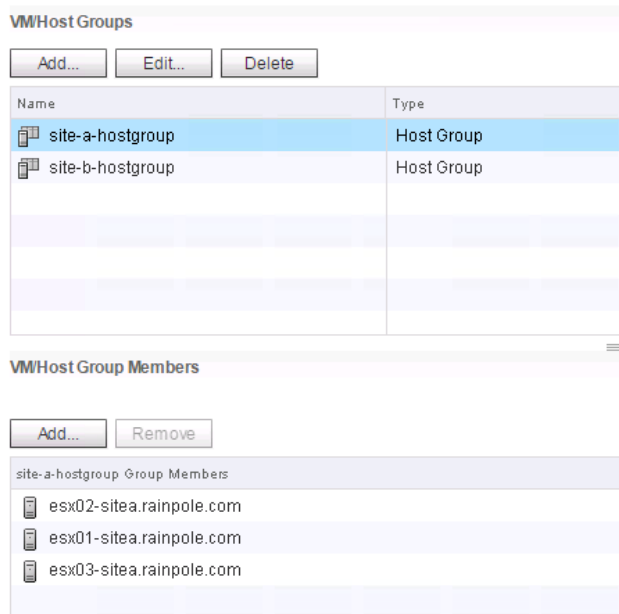 VM/Host Groups
Add... Edit... Delete
Name Type
site-a-hostgroup Host Group
site-b-hostgroup Host Group
VM/Host Group Members
Add... Remove
site-a-hostgroup Group Members
esx02-sitea.rainpole.com
esx01-sitea.rainpole.com
esx03-sitea.rainpole.com